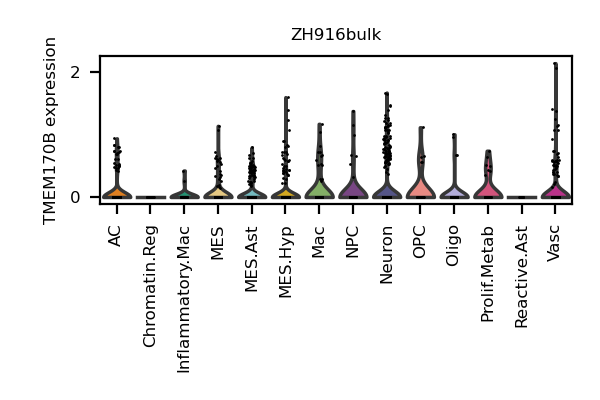 ZH916bulk
TMEM170B expression
2
0
AC
Chromatin.Reg
Inflammatory.Mac
MES
MES.Ast
MES.Hyp
Mac
NPC
Neuron
OPC
Oligo
Prolif.Metab
Reactive.Ast
Vasc